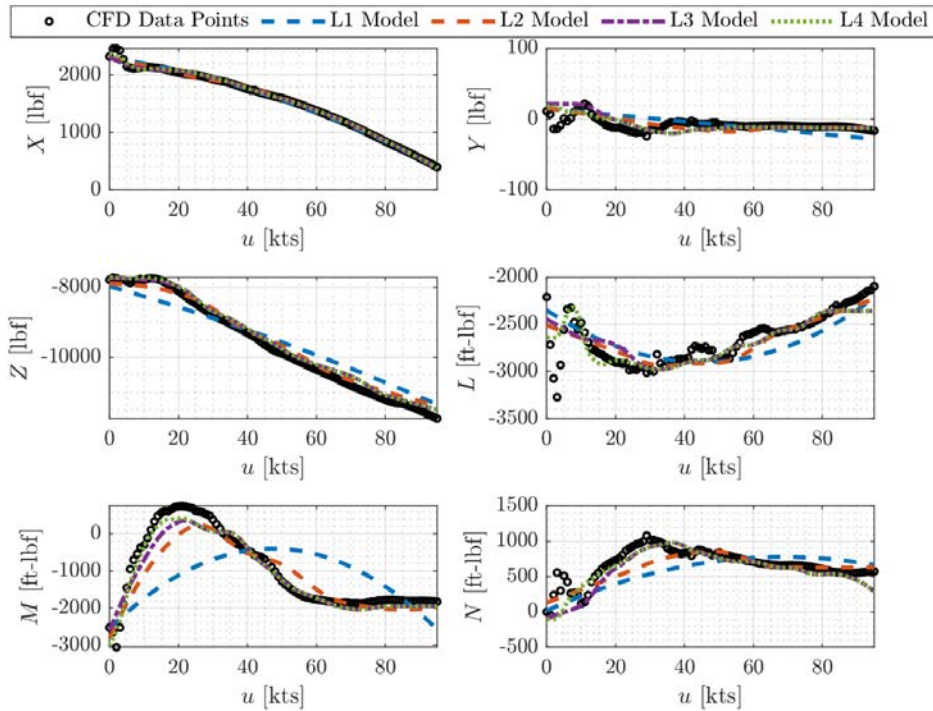 CFD Data Points L1 Model L2 Model L3 Model L4 Model
2000
1000
0
X [lbf]
0 20 40 60 80
u [kts]
100
0
-100
Y [lbf]
0 20 40 60 80
u [kts]
-8000
-10000
Z [lbf]
0 20 40 60 80
u [kts]
-2000
-2500
-3000
-3500
L [ft-lbf]
0 20 40 60 80
u [kts]
0
-1000
-2000
-3000
M [ft-lbf]
0 20 40 60 80
u [kts]
1500
1000
500
0
-500
N [ft-lbf]
0 20 40 60 80
u [kts]